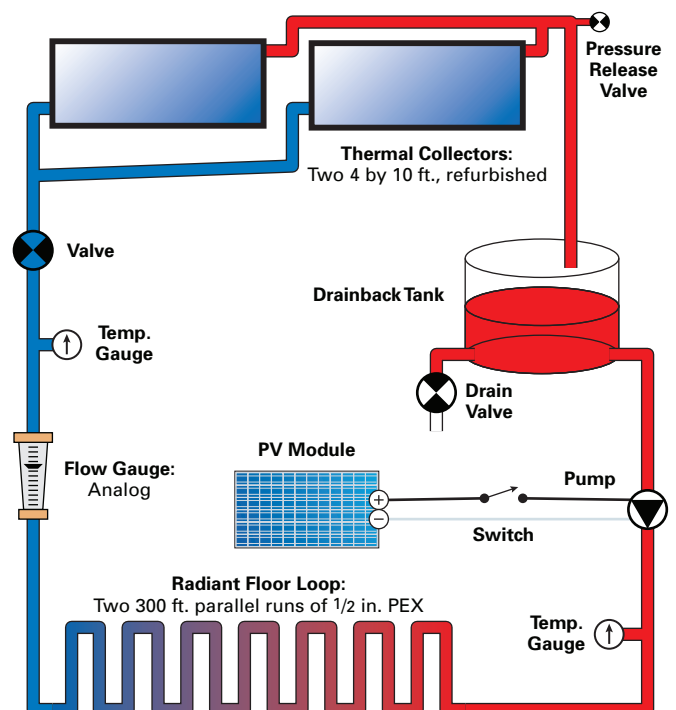 Pressure
Release
Valve
Thermal Collectors:
Two 4 by 10 ft., refurbished
Valve
Drainback Tank
Temp.
Gauge
Drain
Valve
PV Module
Flow Gauge:
Analog
Pump
+
−
Switch
Radiant Floor Loop:
Two 300 ft. parallel runs of 1/2 in. PEX
Temp.
Gauge